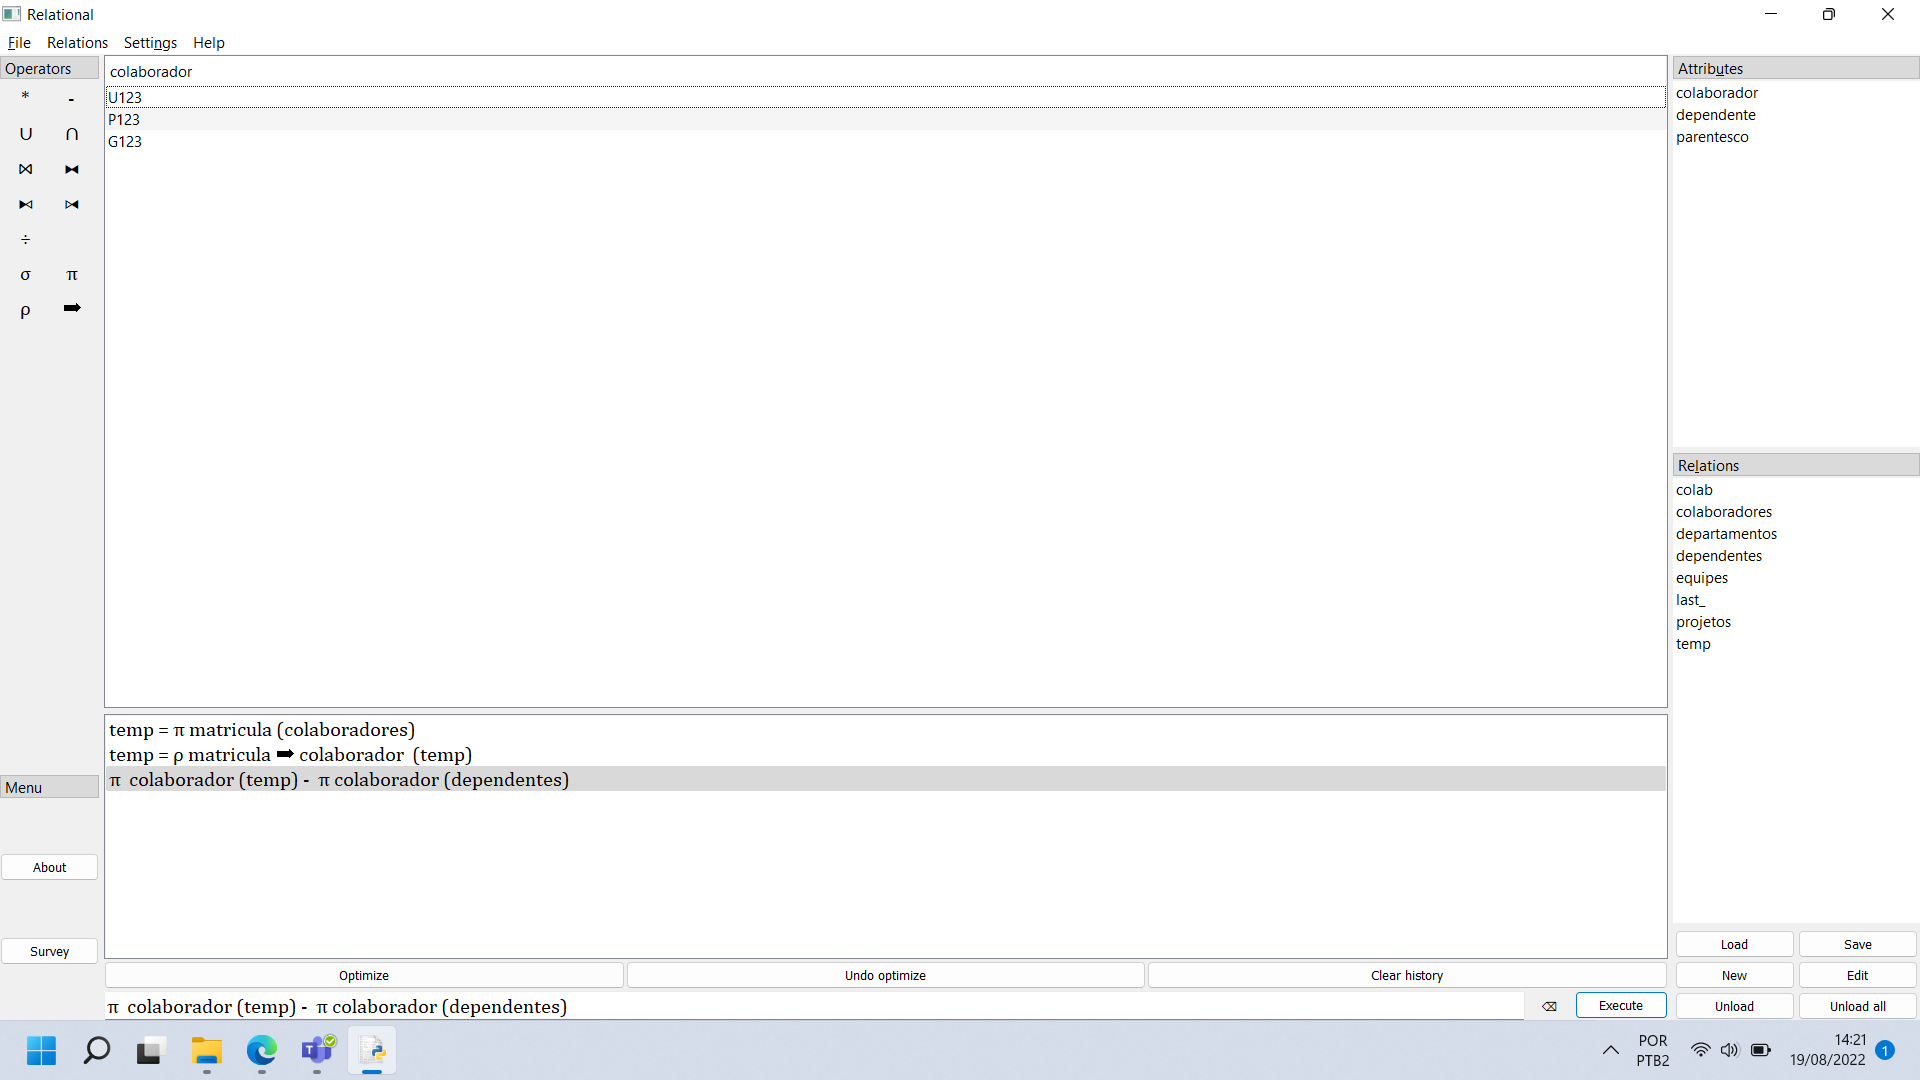 Relational
File Relations Settings Help
Operators
* -
∪ ∩
⋈ ⧓
⧑ ⧒
÷
σ π
ρ ➡
Menu
About
Survey
colaborador
U123
P123
G123
temp = π matricula (colaboradores)
temp = ρ matricula ➡ colaborador (temp)
π colaborador (temp) - π colaborador (dependentes)
Optimize Undo optimize Clear history
π colaborador (temp) - π colaborador (dependentes)
⌫ Execute
Attributes
colaborador
dependente
parentesco
Relations
colab
colaboradores
departamentos
dependentes
equipes
last_
projetos
temp
Load Save
New Edit
Unload Unload all
POR
PTB2
14:21
19/08/2022
1